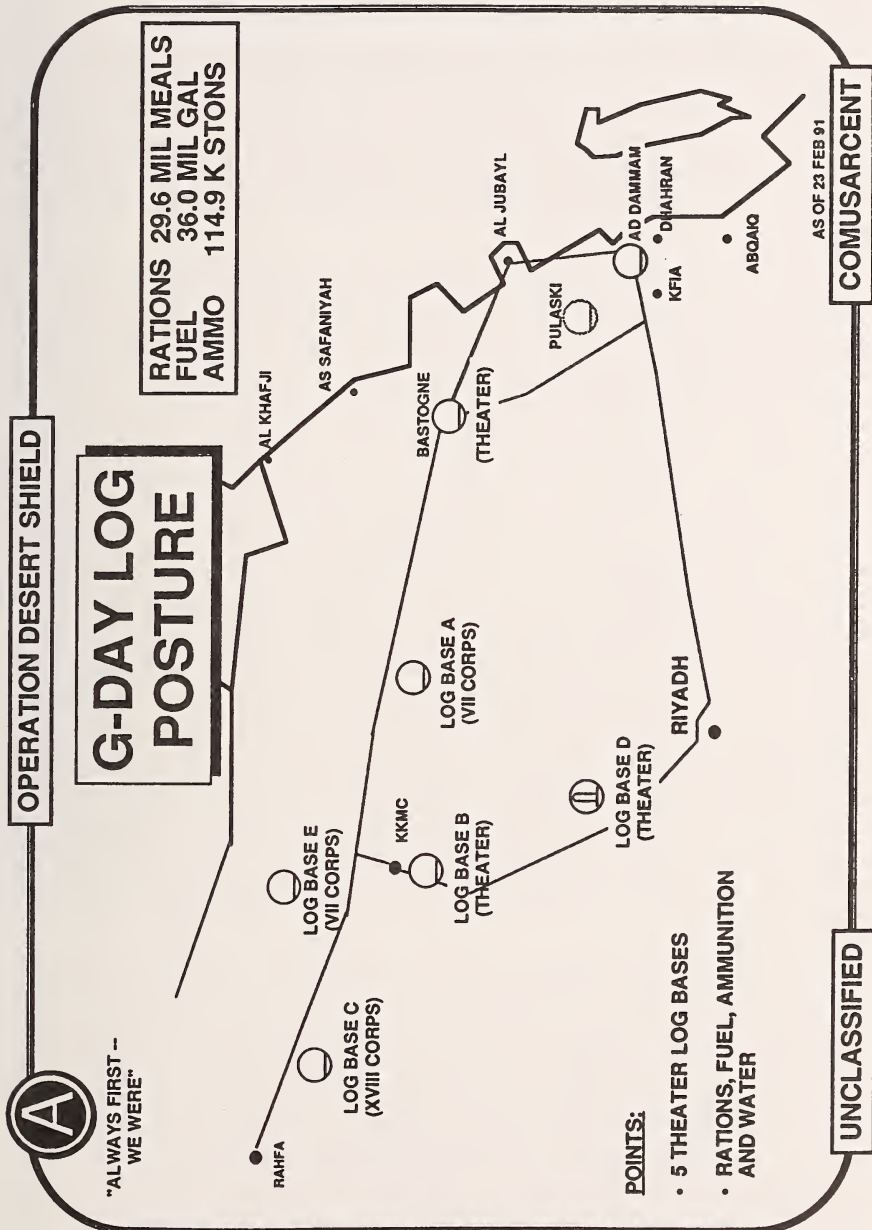 OPERATION DESERT SHIELD
A
"ALWAYS FIRST –
WE WERE"
G-DAY LOG
POSTURE
RATIONS 29.6 MIL MEALS
FUEL 36.0 MIL GAL
AMMO 114.9 K STONS
AL KHAFJI
AS SAFANIYAH
RAHFA
LOG BASE C
(XVIII CORPS)
LOG BASE E
(VII CORPS)
KKMC
LOG BASE B
(THEATER)
LOG BASE A
(VII CORPS)
BASTOGNE
(THEATER)
AL JUBAYL
PULASKI
AD DAMMAM
DHAHRAN
KFIA
ABQAIQ
LOG BASE D
(THEATER)
RIYADH
POINTS:
• 5 THEATER LOG BASES
• RATIONS, FUEL, AMMUNITION
AND WATER
AS OF 23 FEB 91
UNCLASSIFIED
COMUSARCENT